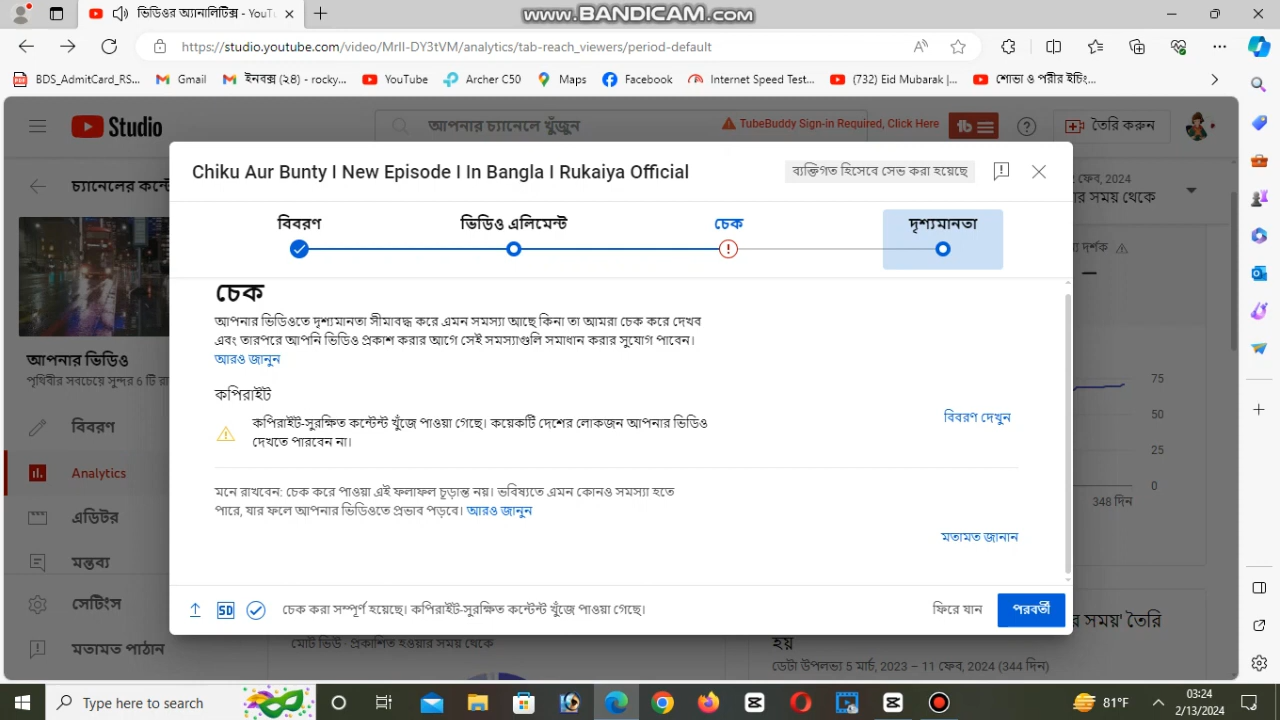 www.BANDICAM.com
ভিডিওর অ্যানালিটিক্স - YouT
https://studio.youtube.com/video/MrII-DY3tVM/analytics/tab-reach_viewers/period-default
BDS_AdmitCard_RS...
Gmail
ইনবক্স (২৪) - rocky...
YouTube
Archer C50
Maps
Facebook
Internet Speed Test...
(732) Eid Mubarak |...
শোভা ও পরীর ইচিং...
Studio
আপনার চ্যানেলে খুঁজুন
TubeBuddy Sign-in Required, Click Here
তৈরি করুন
চ্যানেলের কন্টে
আপনার ভিডিও
পৃথিবীর সবচেয়ে সুন্দর 6 টি রা
বিবরণ
Analytics
এডিটর
মন্তব্য
সেটিংস
মতামত পাঠান
Chiku Aur Bunty I New Episode I In Bangla I Rukaiya Official
ব্যক্তিগত হিসেবে সেভ করা হয়েছে
বিবরণ
ভিডিও এলিমেন্ট
চেক
দৃশ্যমানতা
চেক
আপনার ভিডিওতে দৃশ্যমানতা সীমাবদ্ধ করে এমন সমস্যা আছে কিনা তা আমরা চেক করে দেখব
এবং তারপরে আপনি ভিডিও প্রকাশ করার আগে সেই সমস্যাগুলি সমাধান করার সুযোগ পাবেন।
আরও জানুন
কপিরাইট
কপিরাইট-সুরক্ষিত কন্টেন্ট খুঁজে পাওয়া গেছে। কয়েকটি দেশের লোকজন আপনার ভিডিও
দেখতে পারবেন না।
বিবরণ দেখুন
মনে রাখবেন: চেক করে পাওয়া এই ফলাফল চূড়ান্ত নয়। ভবিষ্যতে এমন কোনও সমস্যা হতে
পারে, যার ফলে আপনার ভিডিওতে প্রভাব পড়বে। আরও জানুন
মতামত জানান
SD
চেক করা সম্পূর্ণ হয়েছে। কপিরাইট-সুরক্ষিত কন্টেন্ট খুঁজে পাওয়া গেছে।
ফিরে যান
পরবর্তী
ফেব, 2024
র সময় থেকে
্য দর্শক
75
50
25
0
348 দিন
মোট ভিউ · প্রকাশিত হওয়ার সময় থেকে
র সময়' তৈরি
হয়
ডেটা উপলভ্য 5 মার্চ, 2023 – 11 ফেব, 2024 (344 দিন)
Type here to search
81°F
03:24
2/13/2024